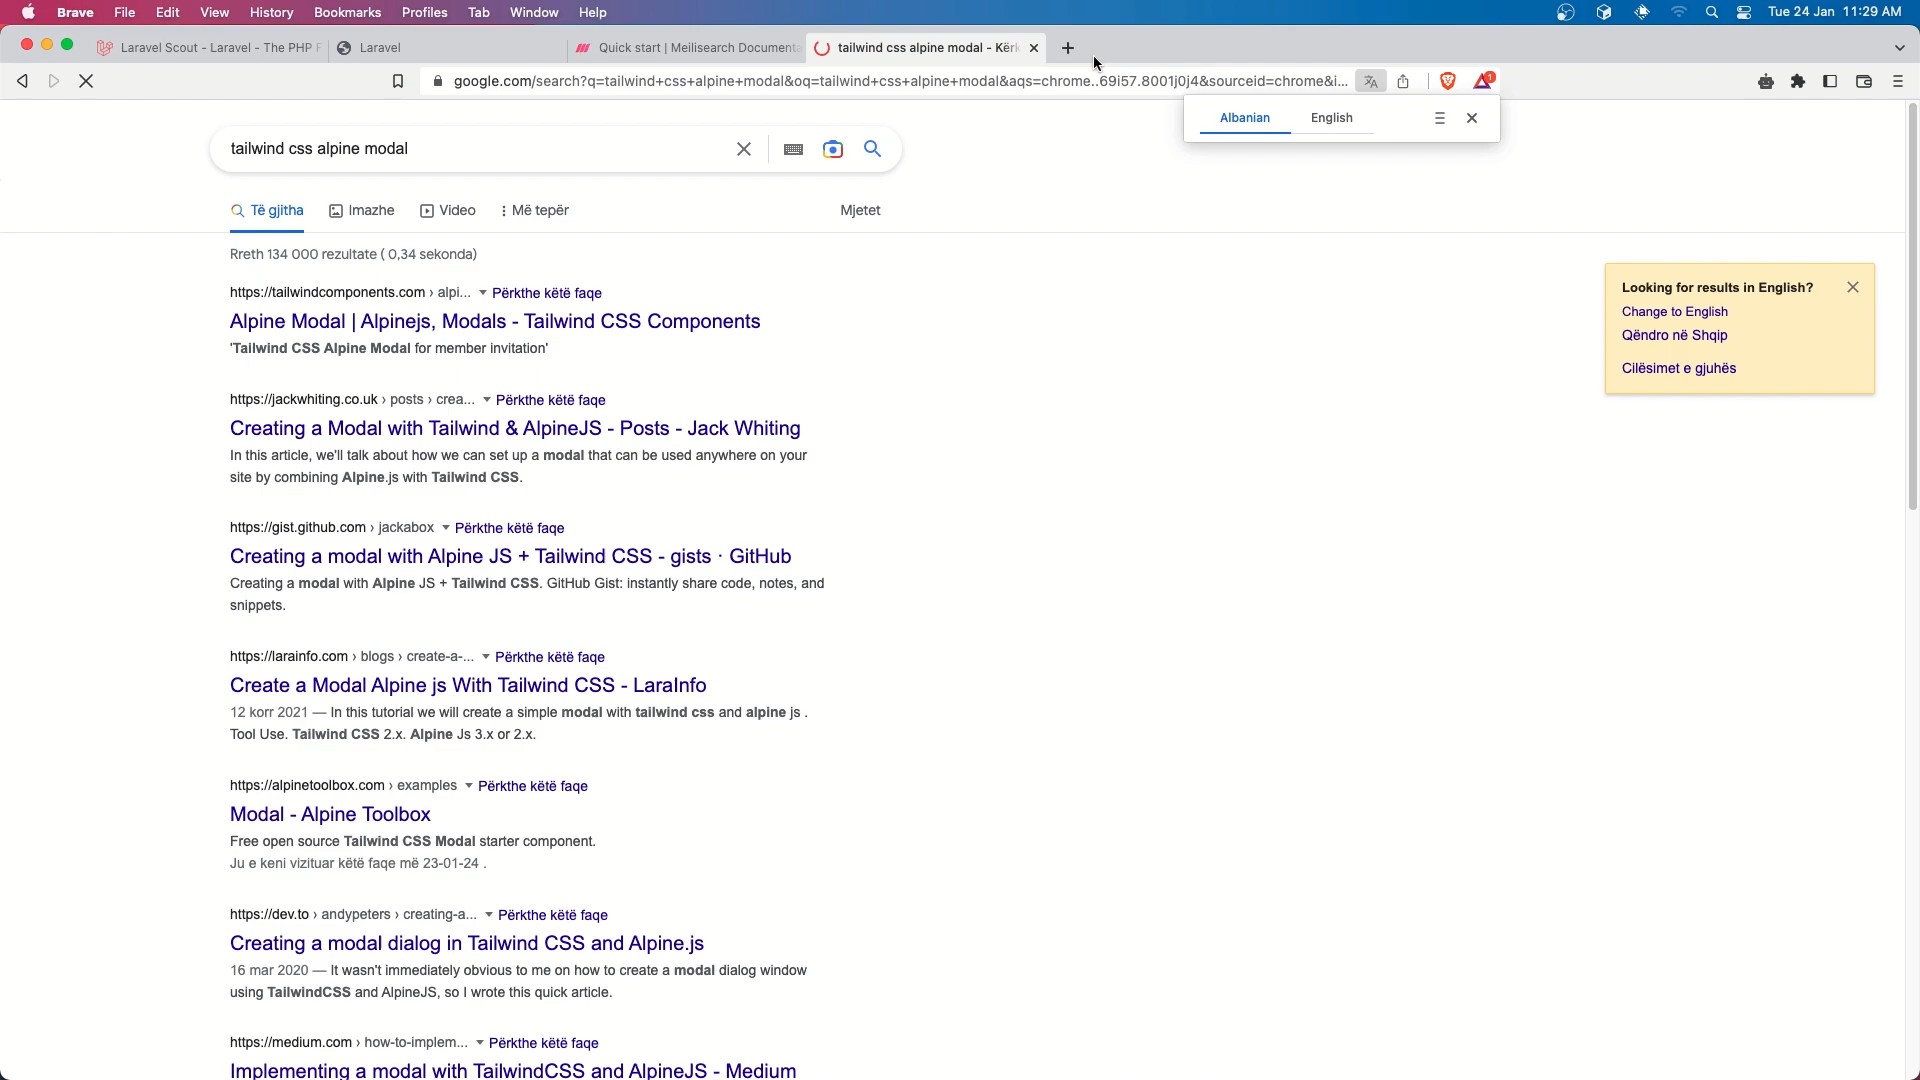 Brave File Edit View History Bookmarks Profiles Tab Window Help Tue 24 Jan 11:29 AM
Laravel Scout - Laravel - The PHP F
Laravel
Quick start | Meilisearch Documenta
tailwind css alpine modal - Kërk
google.com/search?q=tailwind+css+alpine+modal&oq=tailwind+css+alpine+modal&aqs=chrome..69i57.8001j0j4&sourceid=chrome&i...
1
Albanian English
tailwind css alpine modal
Të gjitha Imazhe Video Më tepër Mjetet
Rreth 134 000 rezultate ( 0,34 sekonda)
https://tailwindcomponents.com › alpi... Përkthe këtë faqe
Alpine Modal | Alpinejs, Modals - Tailwind CSS Components
'Tailwind CSS Alpine Modal for member invitation'
https://jackwhiting.co.uk › posts › crea... Përkthe këtë faqe
Creating a Modal with Tailwind & AlpineJS - Posts - Jack Whiting
In this article, we'll talk about how we can set up a modal that can be used anywhere on your
site by combining Alpine.js with Tailwind CSS.
https://gist.github.com › jackabox Përkthe këtë faqe
Creating a modal with Alpine JS + Tailwind CSS - gists · GitHub
Creating a modal with Alpine JS + Tailwind CSS. GitHub Gist: instantly share code, notes, and
snippets.
https://larainfo.com › blogs › create-a-... Përkthe këtë faqe
Create a Modal Alpine js With Tailwind CSS - LaraInfo
12 korr 2021 — In this tutorial we will create a simple modal with tailwind css and alpine js .
Tool Use. Tailwind CSS 2.x. Alpine Js 3.x or 2.x.
https://alpinetoolbox.com › examples Përkthe këtë faqe
Modal - Alpine Toolbox
Free open source Tailwind CSS Modal starter component.
Ju e keni vizituar këtë faqe më 23-01-24 .
https://dev.to › andypeters › creating-a... Përkthe këtë faqe
Creating a modal dialog in Tailwind CSS and Alpine.js
16 mar 2020 — It wasn't immediately obvious to me on how to create a modal dialog window
using TailwindCSS and AlpineJS, so I wrote this quick article.
https://medium.com › how-to-implem... Përkthe këtë faqe
Implementing a modal with TailwindCSS and AlpineJS - Medium
Looking for results in English?
Change to English
Qëndro në Shqip
Cilësimet e gjuhës